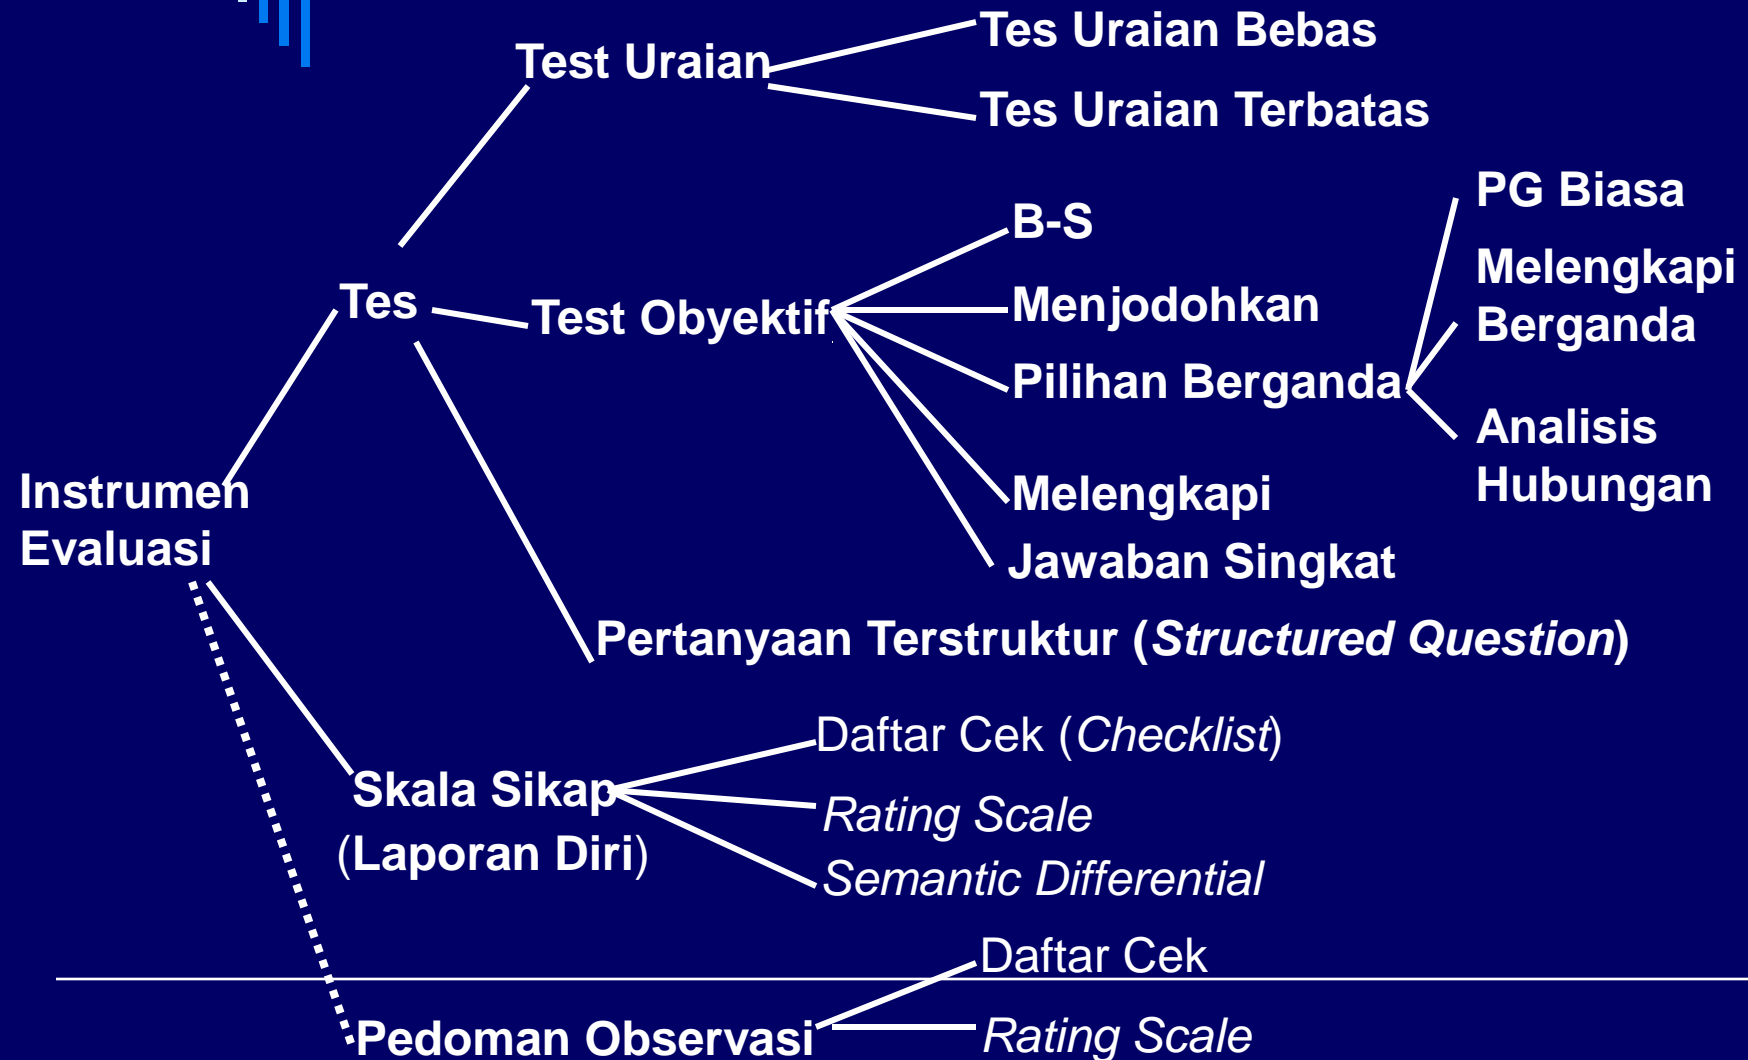 Test Uraian
Tes Uraian Bebas
Tes Uraian Terbatas
Tes
Test Obyektif
B-S
Menjodohkan
Pilihan Berganda
Melengkapi
Jawaban Singkat
PG Biasa
Melengkapi
Berganda
Analisis
Hubungan
Pertanyaan Terstruktur (Structured Question)
Instrumen
Evaluasi
Skala Sikap
(Laporan Diri)
Daftar Cek (Checklist)
Rating Scale
Semantic Differential
Pedoman Observasi
Daftar Cek
Rating Scale